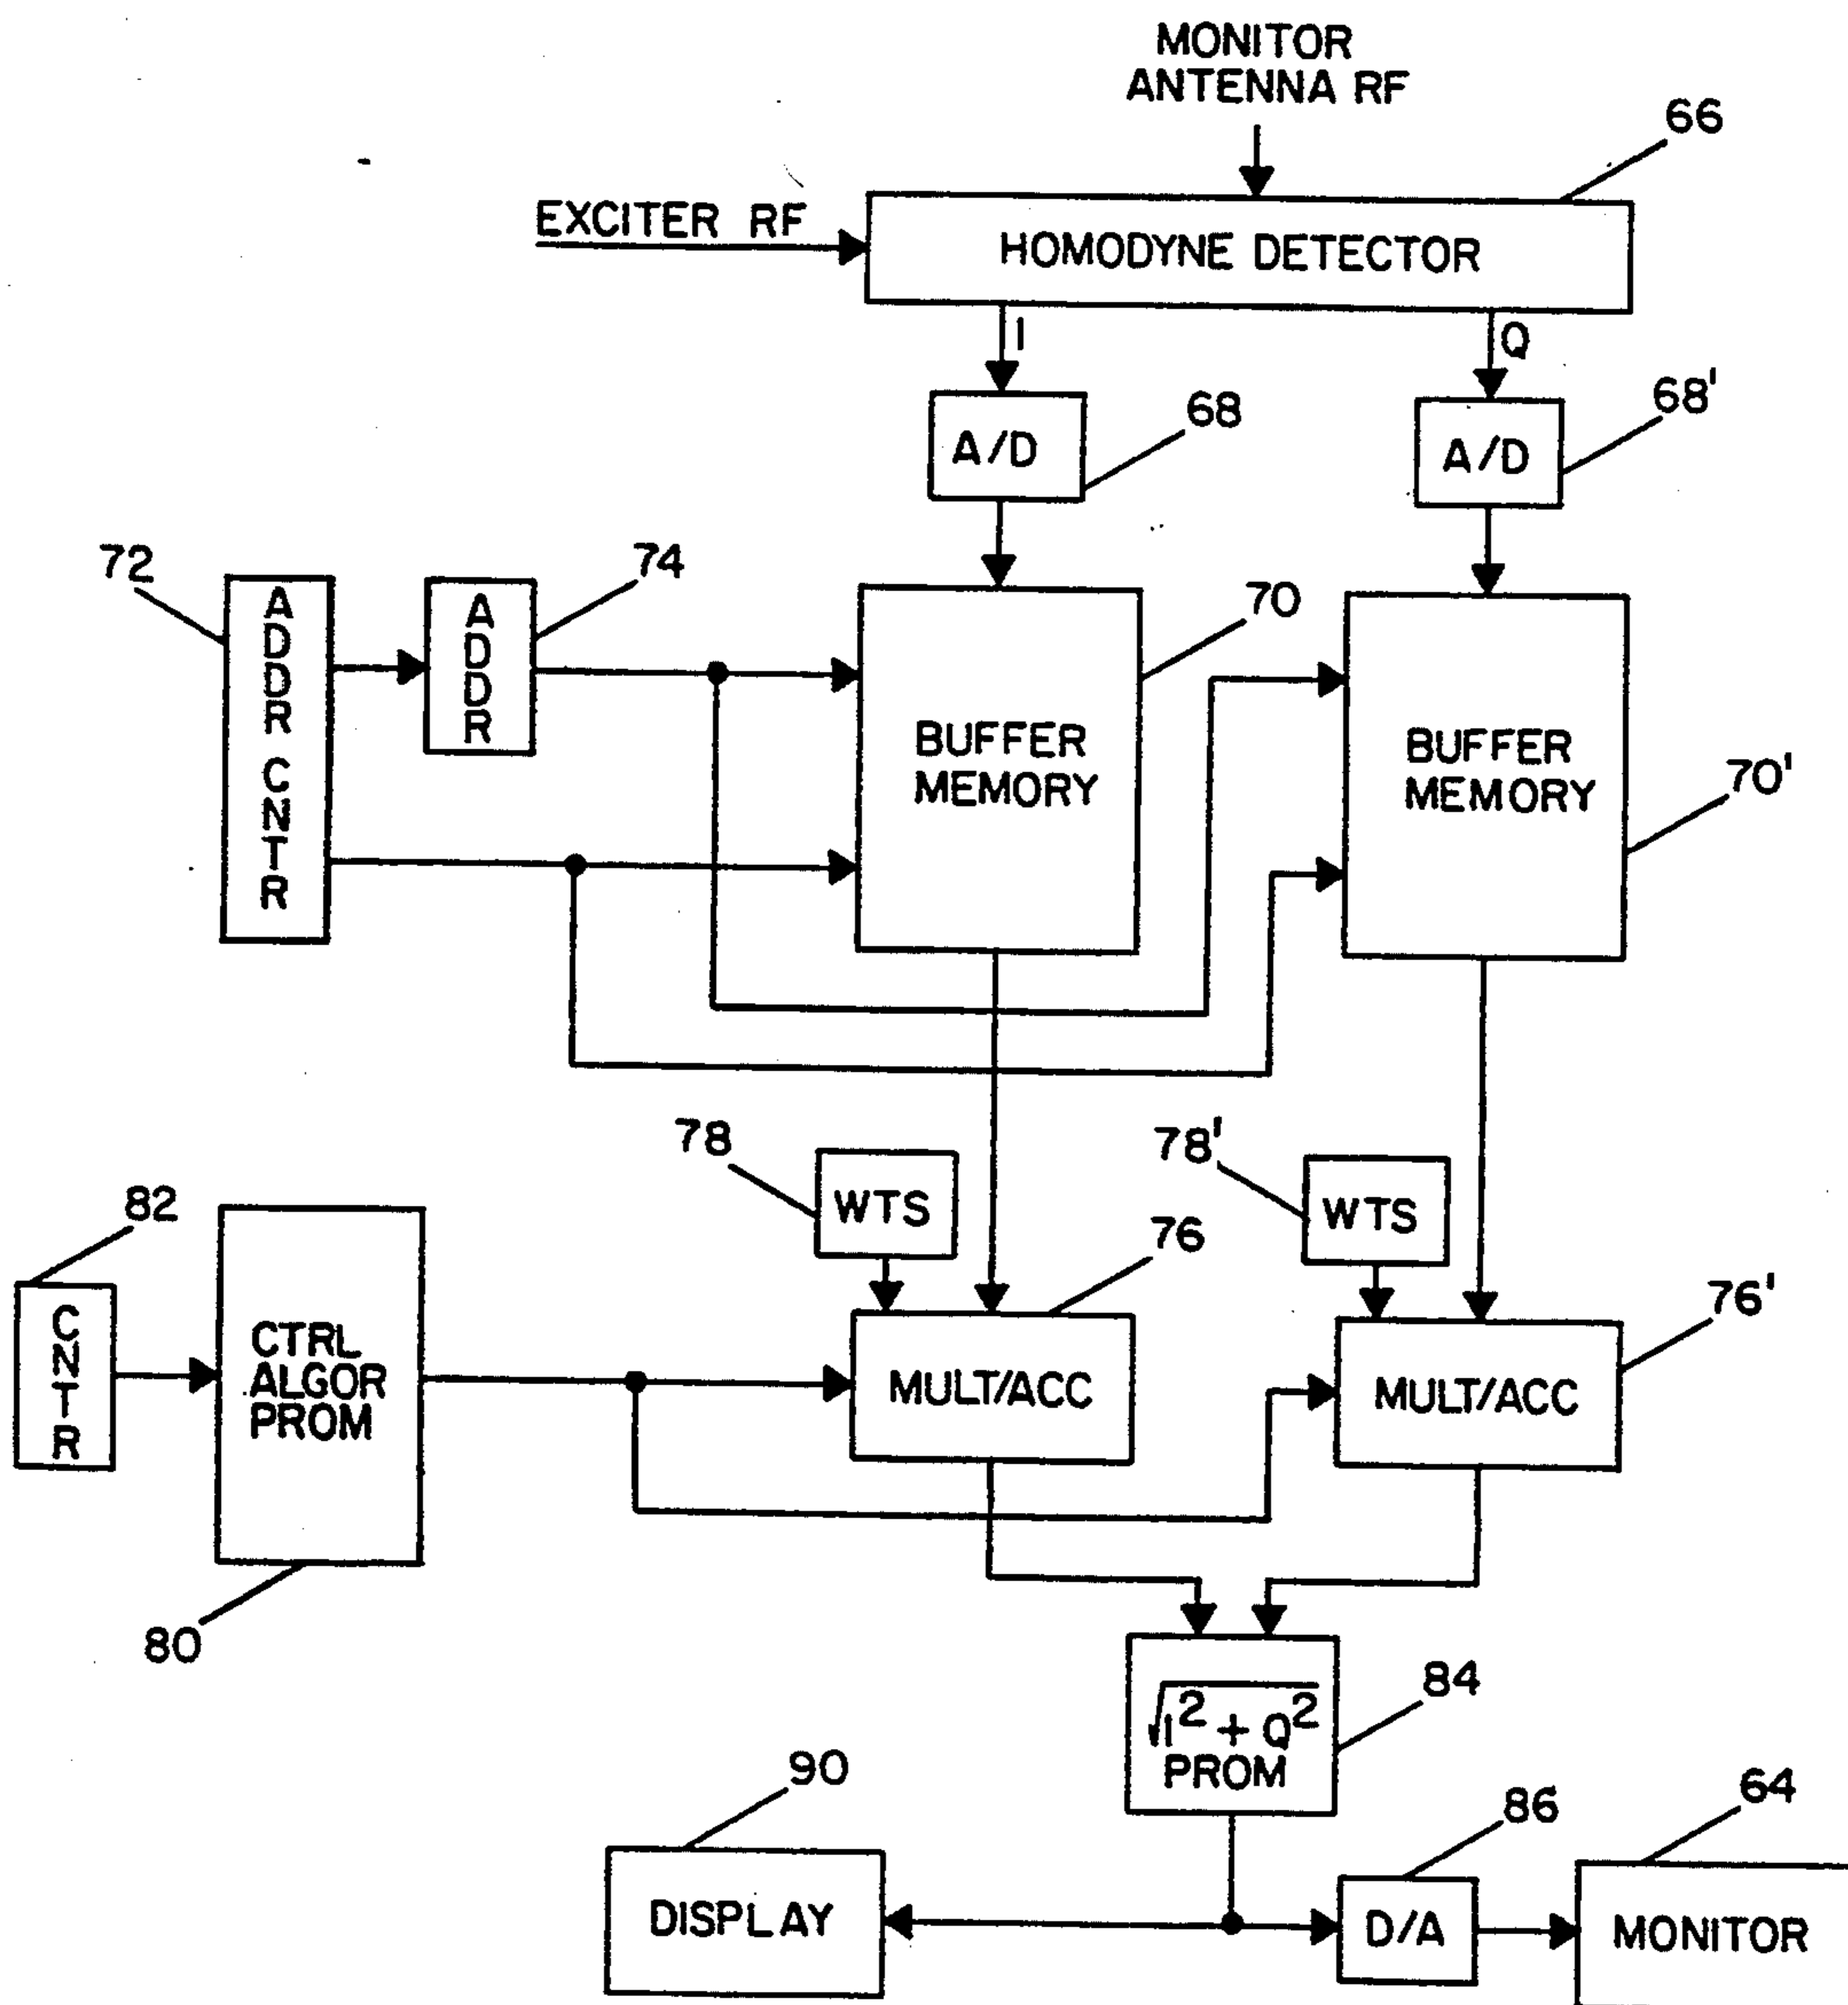 MONITOR
ANTENNA RF
66
EXCITER RF
HOMODYNE DETECTOR
I
Q
68
68'
A/D
A/D
72
74
70
ADDR CNTR
ADDR
BUFFER
MEMORY
BUFFER
MEMORY
70'
78
78'
WTS
WTS
76
82
76'
CNTR
CTRL
ALGOR
PROM
MULT/ACC
MULT/ACC
80
√I² + Q²
PROM
84
90
86
64
DISPLAY
D/A
MONITOR